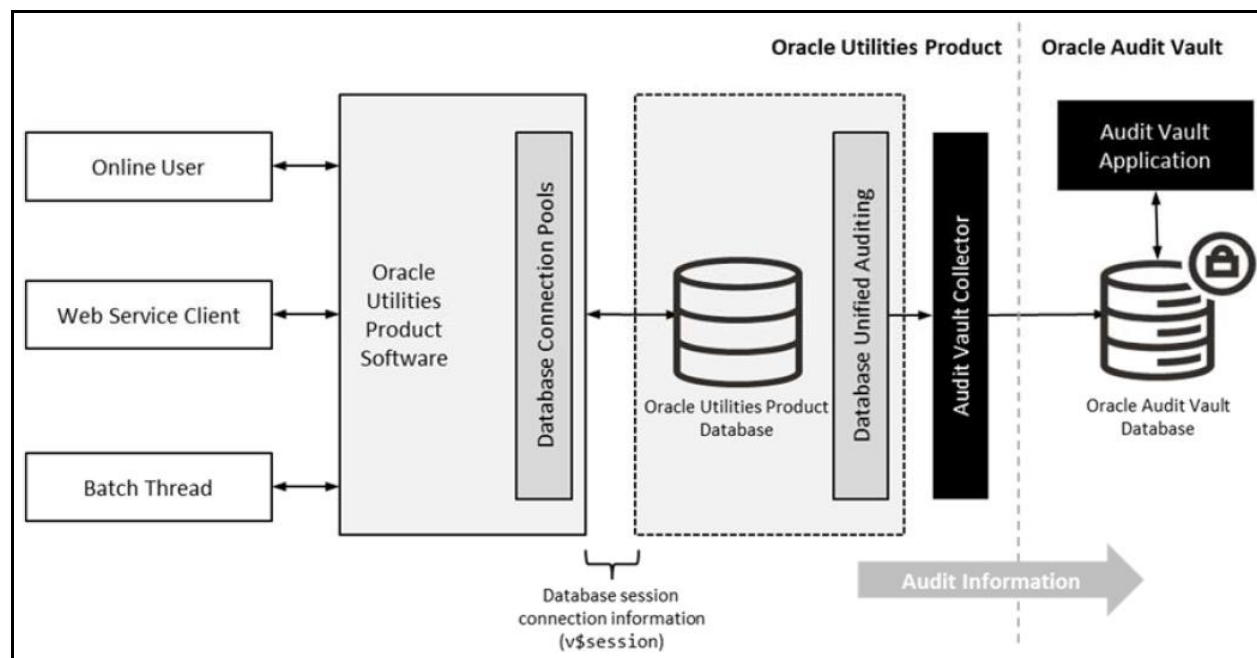 Oracle Utilities Product
Oracle Audit Vault
Online User
Web Service Client
Batch Thread
Oracle
Utilities
Product
Software
Database Connection Pools
Oracle Utilities Product
Database
Database Unified Auditing
Audit Vault Collector
Audit Vault
Application
Oracle Audit Vault
Database
Database session
connection information
(v$session)
Audit Information